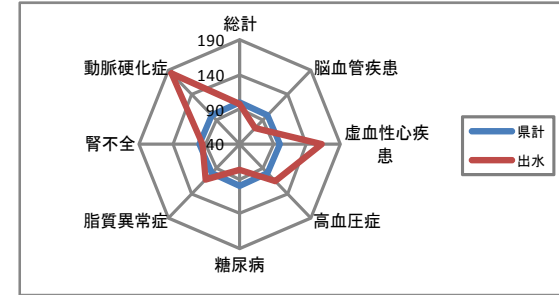 総計
190
140
90
40
脳血管疾患
虚血性心疾
患
高血圧症
糖尿病
脂質異常症
腎不全
動脈硬化症
県計
出水